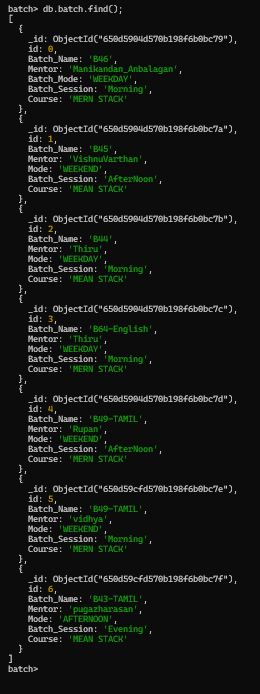 batch> db.batch.find();
[
  {
    _id: ObjectId("650d5904d570b198f6b0bc79"),
    id: 0,
    Batch_Name: 'B46',
    Mentor: 'Manikandan_Anbalagan',
    Batch_Mode: 'WEEKDAY',
    Batch_Session: 'Morning',
    Course: 'MERN STACK'
  },
  {
    _id: ObjectId("650d5904d570b198f6b0bc7a"),
    id: 1,
    Batch_Name: 'B45',
    Mentor: 'VishnuVarthan',
    Mode: 'WEEKEND',
    Batch_Session: 'AfterNoon',
    Course: 'MEAN STACK'
  },
  {
    _id: ObjectId("650d5904d570b198f6b0bc7b"),
    id: 2,
    Batch_Name: 'B44',
    Mentor: 'Thiru',
    Mode: 'WEEKDAY',
    Batch_Session: 'Morning',
    Course: 'MEAN STACK'
  },
  {
    _id: ObjectId("650d5904d570b198f6b0bc7c"),
    id: 3,
    Batch_Name: 'B64-English',
    Mentor: 'Thiru',
    Mode: 'WEEKDAY',
    Batch_Session: 'Morning',
    Course: 'MERN STACK'
  },
  {
    _id: ObjectId("650d5904d570b198f6b0bc7d"),
    id: 4,
    Batch_Name: 'B49-TAMIL',
    Mentor: 'Rupan',
    Mode: 'WEEKEND',
    Batch_Session: 'AfterNoon',
    Course: 'MERN STACK'
  },
  {
    _id: ObjectId("650d59cfd570b198f6b0bc7e"),
    id: 5,
    Batch_Name: 'B49-TAMIL',
    Mentor: 'vidhya',
    Mode: 'WEEKEND',
    Batch_Session: 'Morning',
    Course: 'MERN STACK'
  },
  {
    _id: ObjectId("650d59cfd570b198f6b0bc7f"),
    id: 6,
    Batch_Name: 'B43-TAMIL',
    Mentor: 'pugazharasan',
    Mode: 'AFTERNOON',
    Batch_Session: 'Evening',
    Course: 'MEAN STACK'
  }
]
batch>